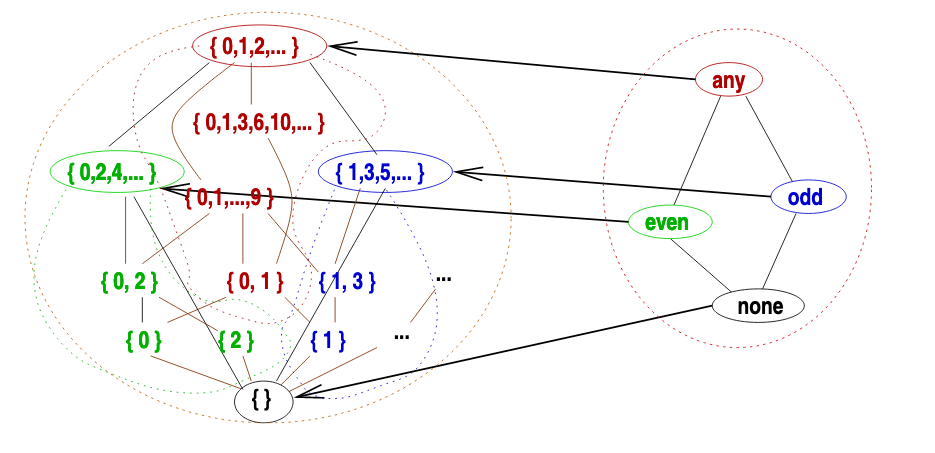 { 0,1,2,... }
any
{ 0,1,3,6,10,... }
{ 0,2,4,... }
{ 1,3,5,... }
{ 0,1,...,9 }
odd
even
{ 0, 2 }
{ 0, 1 }
{ 1, 3 }
...
none
{ 0 }
{ 2 }
{ 1 }
...
{ }